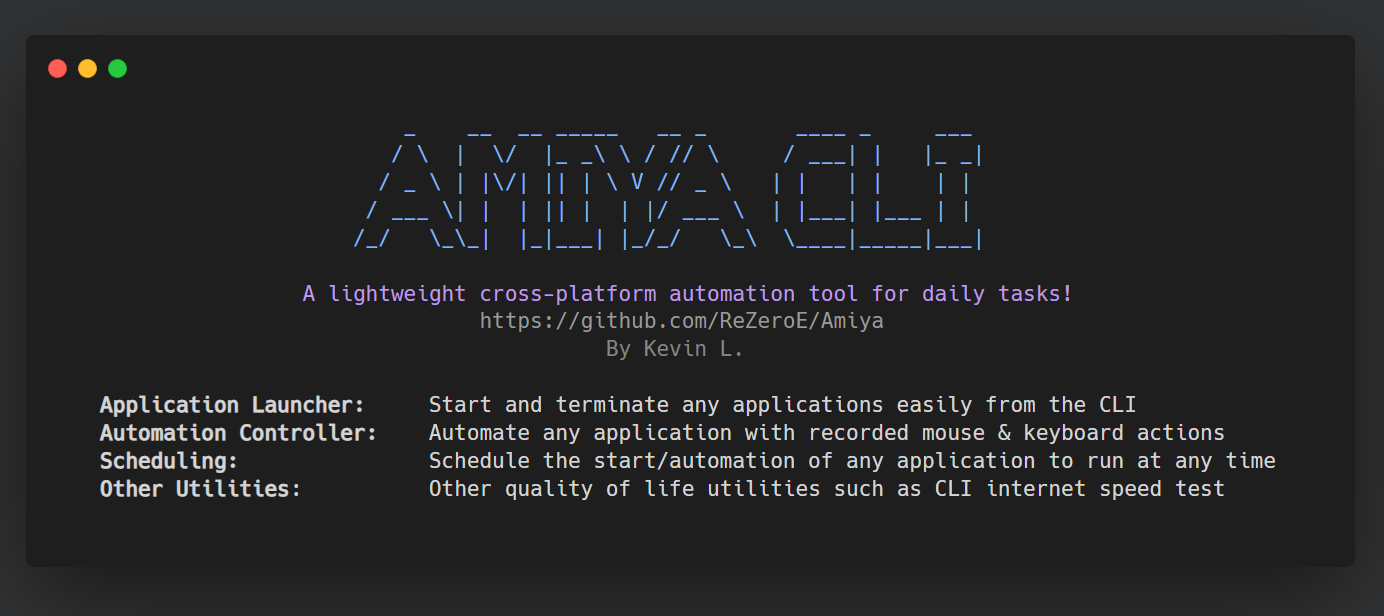 AMIYA CLI
A lightweight cross-platform automation tool for daily tasks!
https://github.com/ReZeroE/Amiya
By Kevin L.
Application Launcher: Start and terminate any applications easily from the CLI
Automation Controller: Automate any application with recorded mouse & keyboard actions
Scheduling: Schedule the start/automation of any application to run at any time
Other Utilities: Other quality of life utilities such as CLI internet speed test